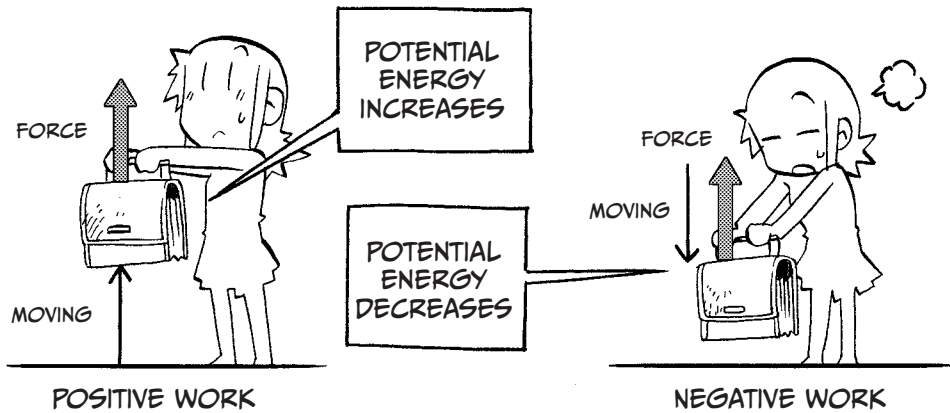 POTENTIAL
ENERGY
INCREASES
FORCE
MOVING
POSITIVE WORK
POTENTIAL
ENERGY
DECREASES
FORCE
MOVING
NEGATIVE WORK